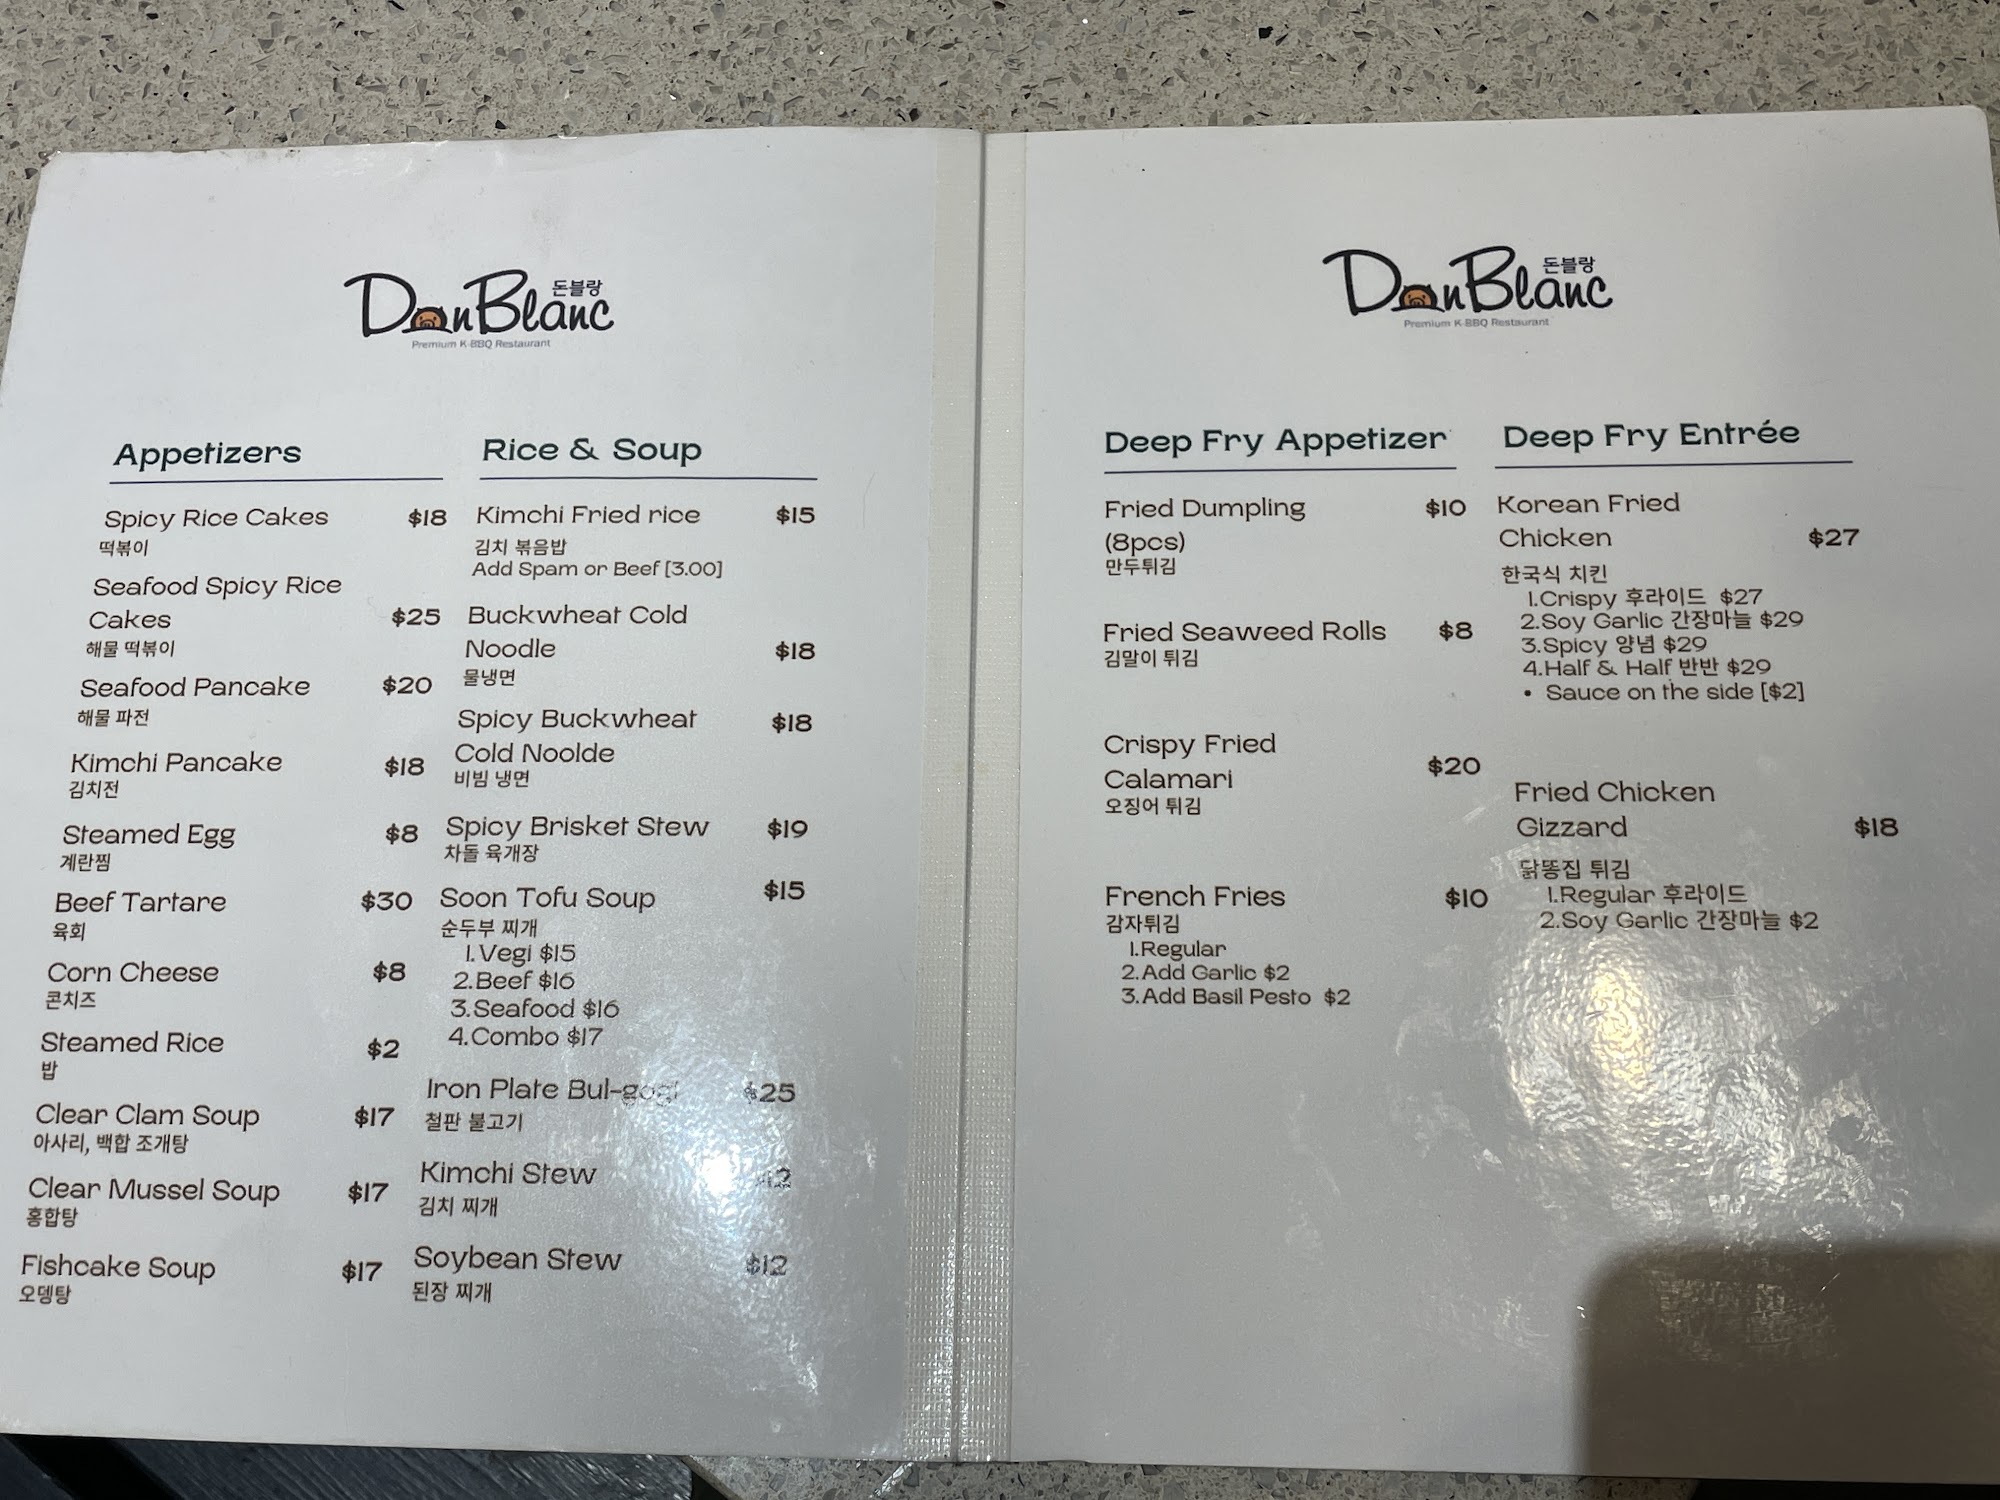 DonBlanc
돈블랑
Premium K-BBQ Restaurant
Appetizers
Spicy Rice Cakes $18
떡볶이
Seafood Spicy Rice
Cakes $25
해물 떡볶이
Seafood Pancake $20
해물 파전
Kimchi Pancake $18
김치전
Steamed Egg $8
계란찜
Beef Tartare $30
육회
Corn Cheese $8
콘치즈
Steamed Rice $2
밥
Clear Clam Soup $17
아사리, 백합 조개탕
Clear Mussel Soup $17
홍합탕
Fishcake Soup $17
오뎅탕
Rice & Soup
Kimchi Fried rice $15
김치 볶음밥
Add Spam or Beef [3.00]
Buckwheat Cold
Noodle $18
물냉면
Spicy Buckwheat $18
Cold Noolde
비빔 냉면
Spicy Brisket Stew $19
차돌 육개장
Soon Tofu Soup $15
순두부 찌개
1.Vegi $15
2.Beef $16
3.Seafood $16
4.Combo $17
Iron Plate Bul-gogi $25
철판 불고기
Kimchi Stew
김치 찌개
Soybean Stew $12
된장 찌개
DonBlanc
돈블랑
Premium K-BBQ Restaurant
Deep Fry Appetizer
Fried Dumpling $10
(8pcs)
만두튀김
Fried Seaweed Rolls $8
김말이 튀김
Crispy Fried
Calamari $20
오징어 튀김
French Fries $10
감자튀김
1.Regular
2.Add Garlic $2
3.Add Basil Pesto $2
Deep Fry Entrée
Korean Fried
Chicken $27
한국식 치킨
1.Crispy 후라이드 $27
2.Soy Garlic 간장마늘 $29
3.Spicy 양념 $29
4.Half & Half 반반 $29
• Sauce on the side [$2]
Fried Chicken
Gizzard $18
닭똥집 튀김
1.Regular 후라이드
2.Soy Garlic 간장마늘 $2